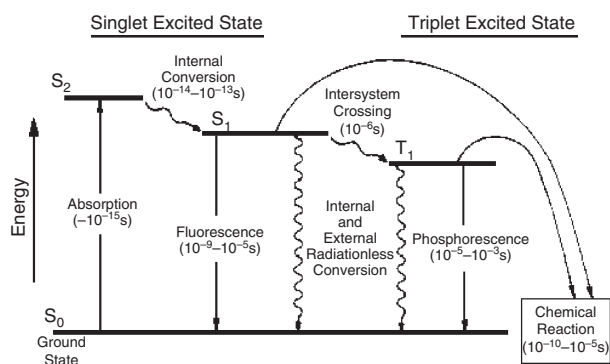 Singlet Excited State
Triplet Excited State
S2
Internal
Conversion
(10⁻¹⁴–10⁻¹³s)
S1
Intersystem
Crossing
(10⁻⁶s)
T1
Energy
Absorption
(–10⁻¹⁵s)
Fluorescence
(10⁻⁹–10⁻⁵s)
Internal
and
External
Radiationless
Conversion
Phosphorescence
(10⁻⁵–10⁻³s)
S0
Ground
State
Chemical
Reaction
(10⁻¹⁰–10⁻⁵s)